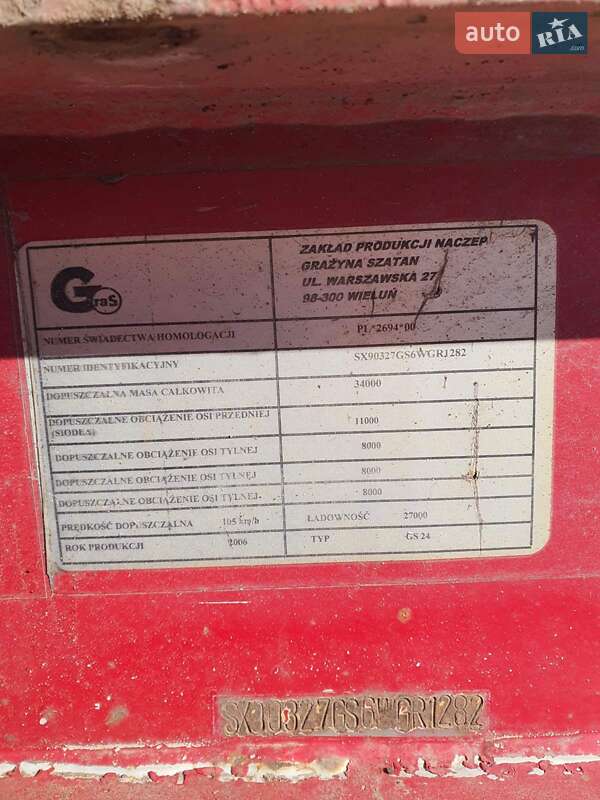 auto RIA .com
GraS
ZAKŁAD PRODUKCJI NACZEP
GRAŻYNA SZATAN
UL. WARSZAWSKA 27
98-300 WIELUŃ
NUMER ŚWIADECTWA HOMOLOGACJI PL*2694*00
NUMER IDENTYFIKACYJNY SX90327GS6WGR1282
DOPUSZCZALNA MASA CAŁKOWITA 34000
DOPUSZCZALNE OBCIĄŻENIE OSI PRZEDNIEJ 11000
(SIODŁA)
DOPUSZCZALNE OBCIĄŻENIE OSI TYLNEJ 8000
DOPUSZCZALNE OBCIĄŻENIE OSI TYLNEJ 8000
DOPUSZCZALNE OBCIĄŻENIE OSI TYLNEJ 8000
PRĘDKOŚĆ DOPUSZCZALNA 105 km/h ŁADOWNOŚĆ 27000
ROK PRODUKCJI 2006 TYP GS 24